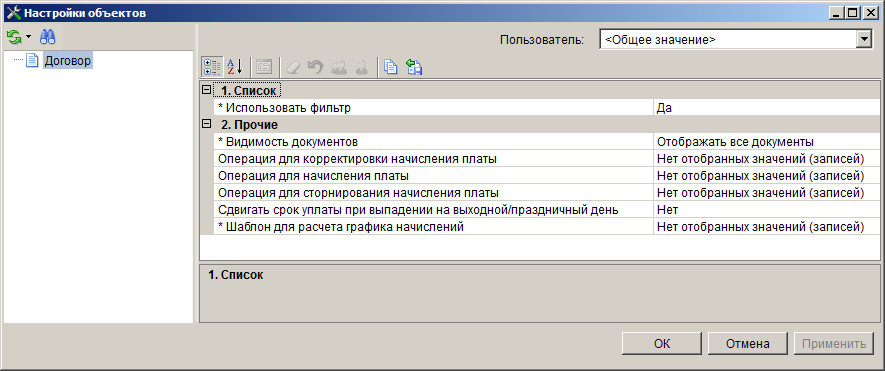 Настройки объектов
Пользователь: <Общее значение>
Договор
1. Список
* Использовать фильтр Да
2. Прочие
* Видимость документов Отображать все документы
Операция для корректировки начисления платы Нет отобранных значений (записей)
Операция для начисления платы Нет отобранных значений (записей)
Операция для сторнирования начисления платы Нет отобранных значений (записей)
Сдвигать срок уплаты при выпадении на выходной/праздничный день Нет
* Шаблон для расчета графика начислений Нет отобранных значений (записей)
1. Список
ОК Отмена Применить